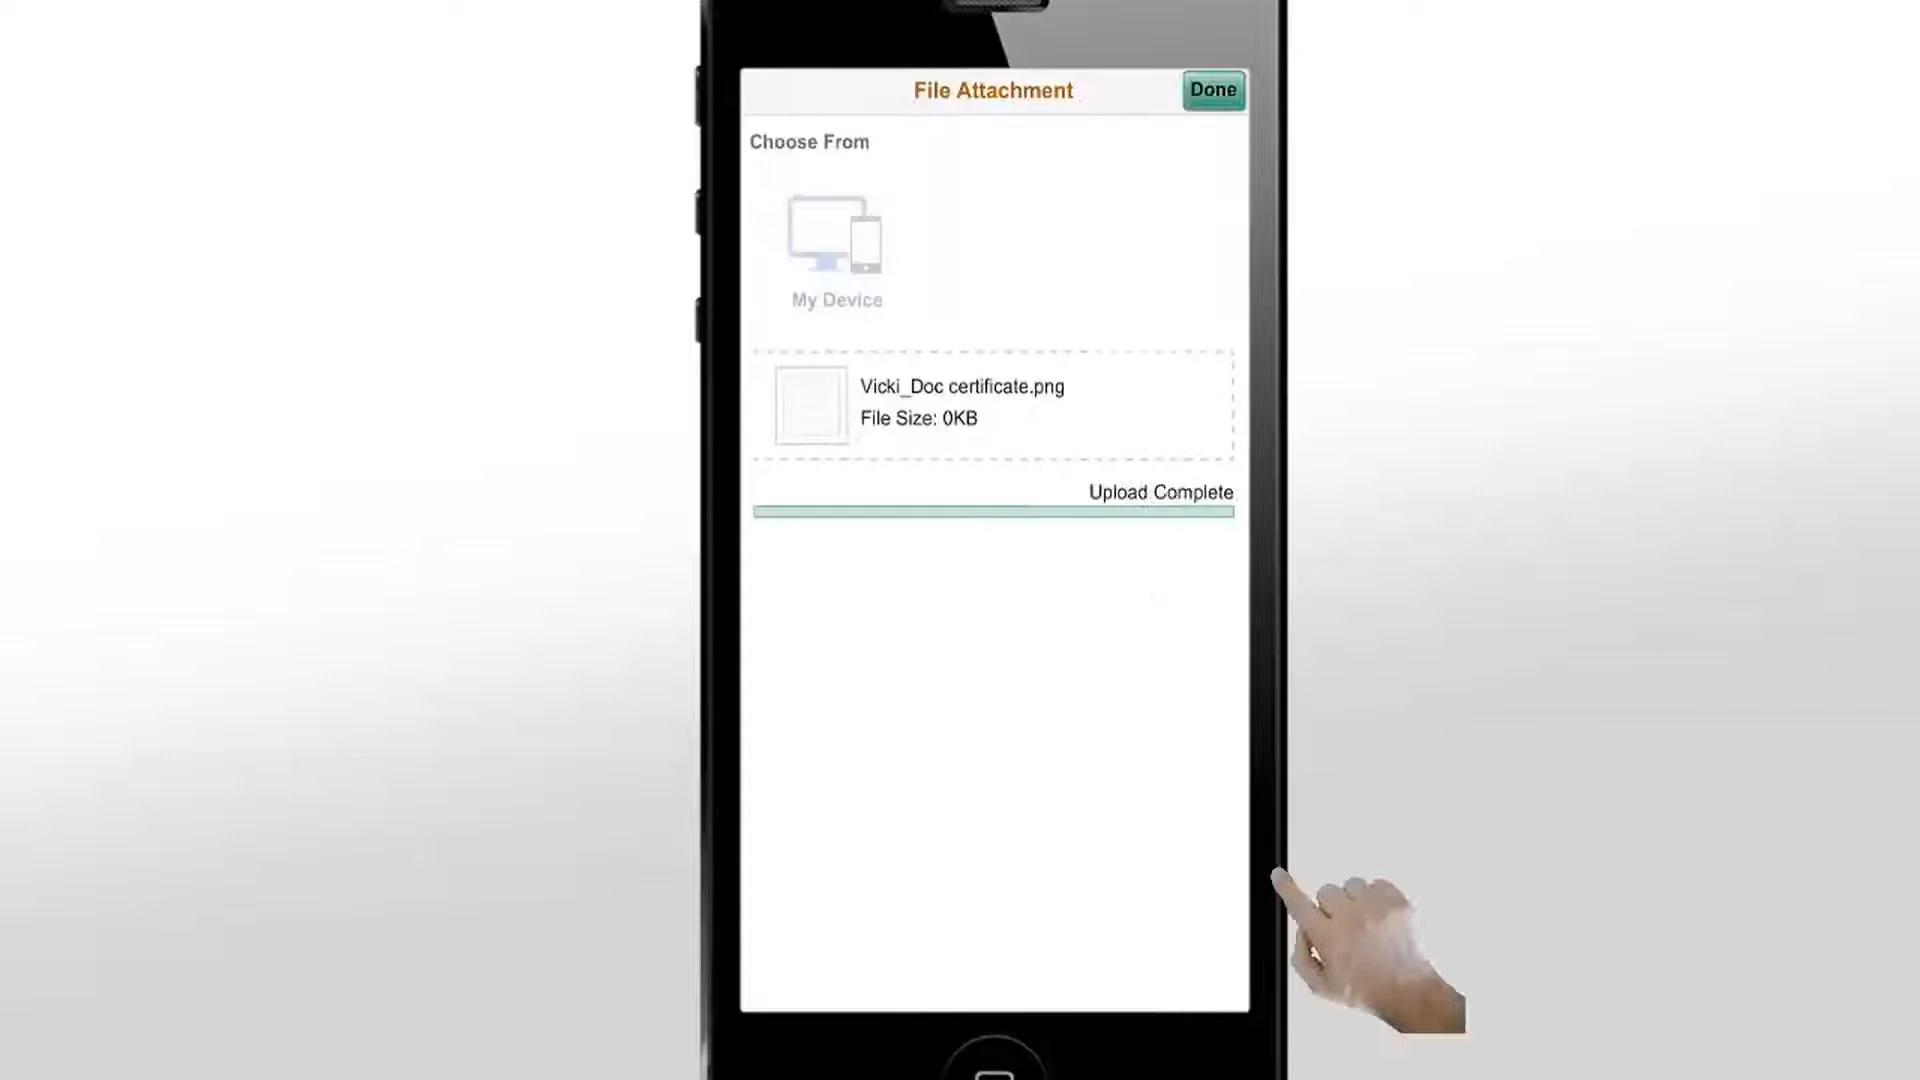 File Attachment
Done
Choose From
My Device
Vicki_Doc certificate.png
File Size: 0KB
Upload Complete